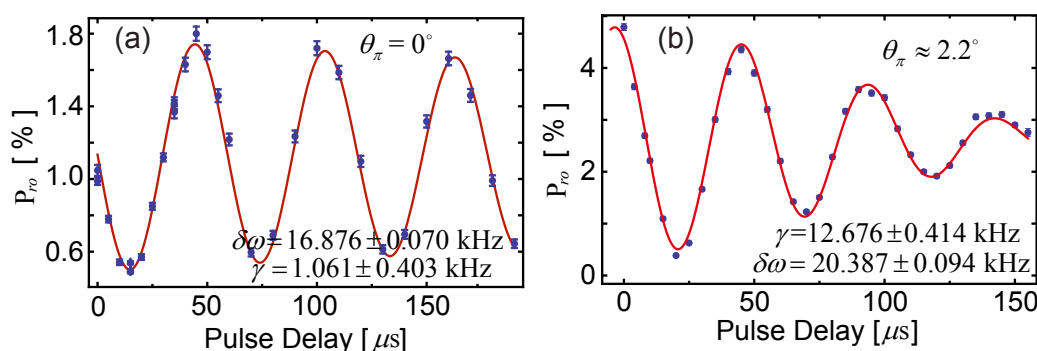 (a)
θπ = 0°
1.8
1.4
1.0
0.6
Pro [ % ]
δω=16.876±0.070 kHz
γ = 1.061±0.403 kHz
0 50 100 150
Pulse Delay [μs]
(b)
θπ ≈ 2.2°
4
2
0
Pro [ % ]
γ=12.676±0.414 kHz
δω=20.387±0.094 kHz
0 50 100 150
Pulse Delay [μs]